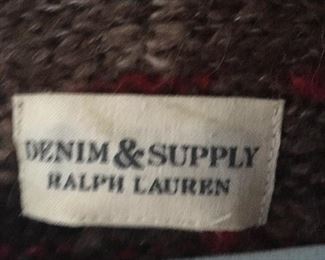 DENIM & SUPPLY
RALPH LAUREN